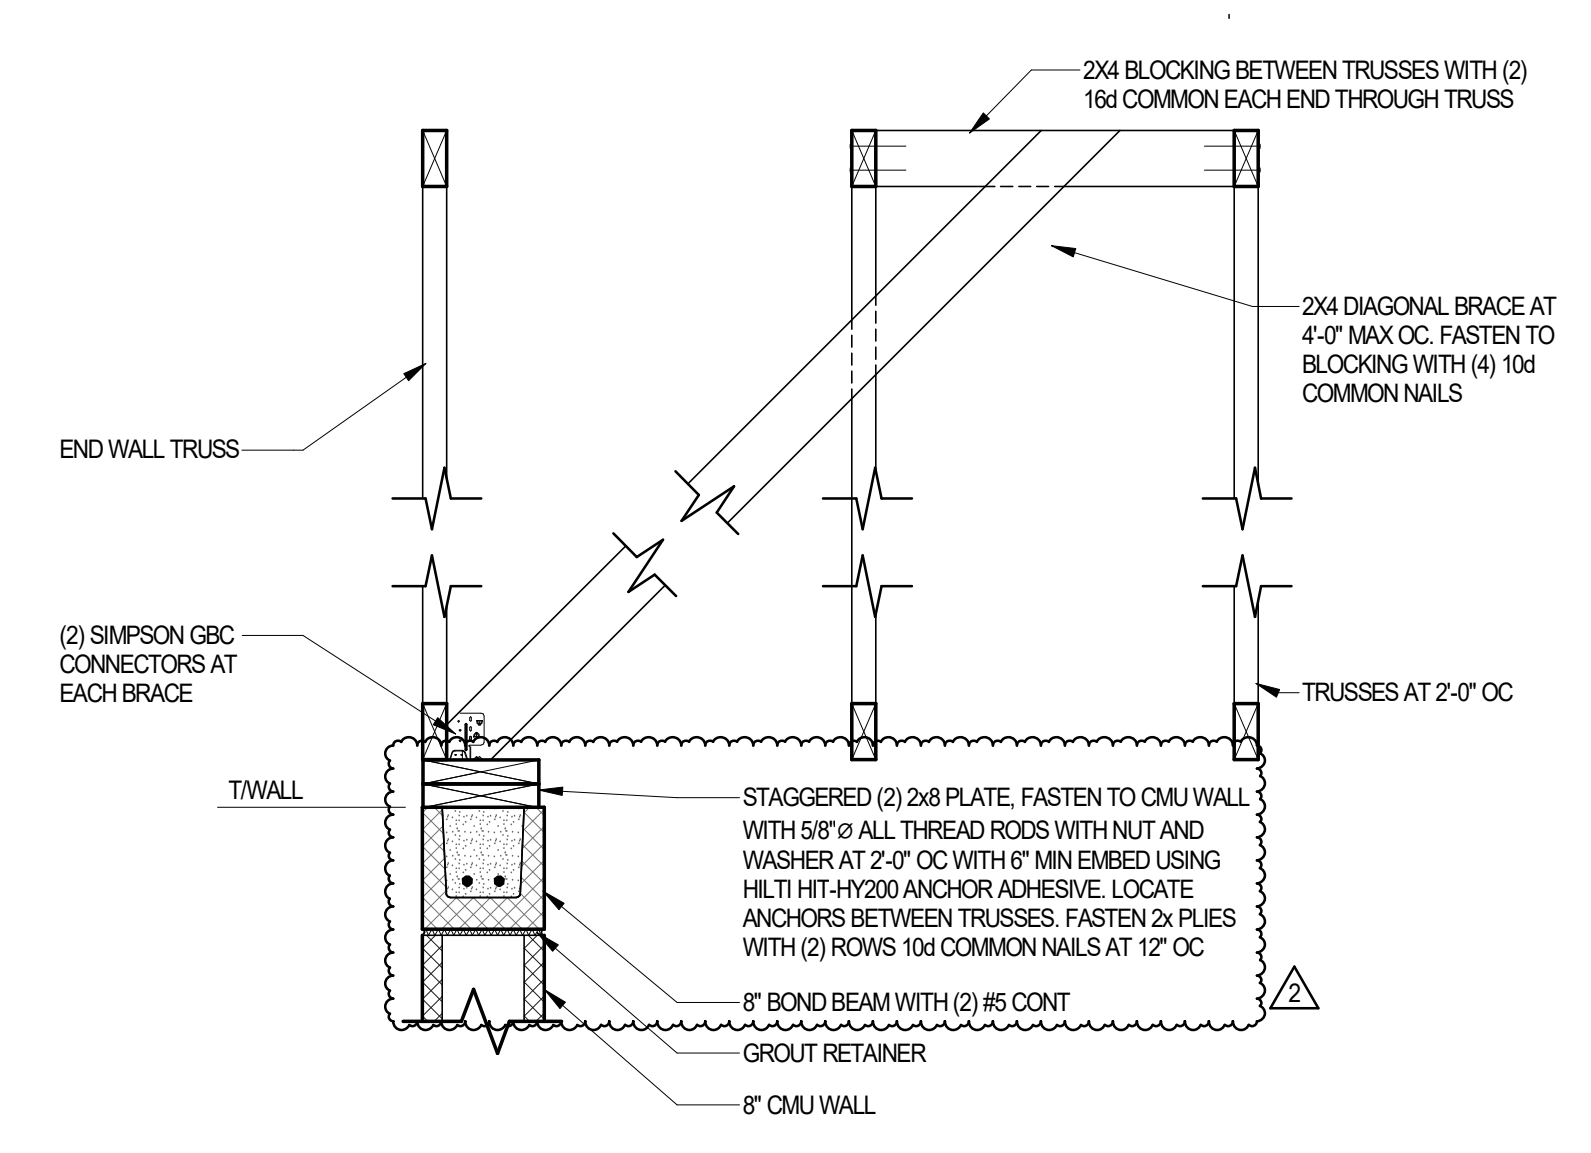 2X4 BLOCKING BETWEEN TRUSSES WITH (2)
16d COMMON EACH END THROUGH TRUSS
2X4 DIAGONAL BRACE AT
4'-0" MAX OC. FASTEN TO
BLOCKING WITH (4) 10d
COMMON NAILS
END WALL TRUSS
(2) SIMPSON GBC
CONNECTORS AT
EACH BRACE
TRUSSES AT 2'-0" OC
T/WALL
STAGGERED (2) 2x8 PLATE, FASTEN TO CMU WALL
WITH 5/8"⌀ ALL THREAD RODS WITH NUT AND
WASHER AT 2'-0" OC WITH 6" MIN EMBED USING
HILTI HIT-HY200 ANCHOR ADHESIVE. LOCATE
ANCHORS BETWEEN TRUSSES. FASTEN 2x PLIES
WITH (2) ROWS 10d COMMON NAILS AT 12" OC
8" BOND BEAM WITH (2) #5 CONT
2
GROUT RETAINER
8" CMU WALL